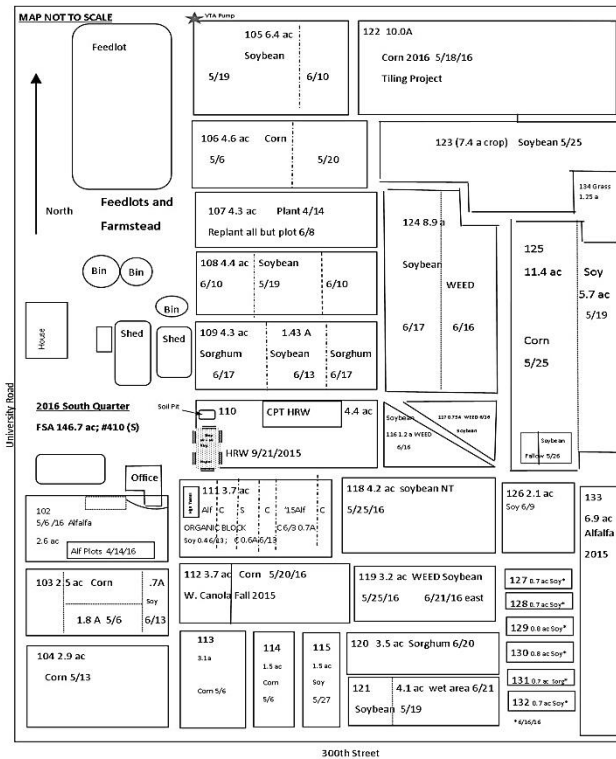 MAP NOT TO SCALE
VTA Pump
Feedlot
105 6.4 ac
Soybean
5/19 6/10
122 10.0A
Corn 2016 5/18/16
Tiling Project
106 4.6 ac Corn
5/6 5/20
123 (7.4 a crop) Soybean 5/25
134 Grass
1.25 a
North
Feedlots and
Farmstead
107 4.3 ac Plant 4/14
Replant all but plot 6/8
124 8.9 a
Soybean
WEED
6/17 6/16
125
11.4 ac
Corn
5/25
Soy
5.7 ac
5/19
108 4.4 ac Soybean
6/10 5/19 6/10
Bin
Bin
Bin
House
Shed
Shed
109 4.3 ac 1.43 A
Sorghum Soybean Sorghum
6/17 6/13 6/17
University Road
2016 South Quarter
FSA 146.7 ac; #410 (S)
Soil Pit
110 CPT HRW 4.4 ac
HRW 9/21/2015
Soybean
116 1.2 a WEED
6/16
Soybean
Soybean
Fallow 5/26
Office
102
5/6 /16 Alfalfa
2.6 ac
Alf Plots 4/14/16
111 3.7 ac
Alf C S C '15Alf C
ORGANIC BLOCK C 6/3 0.7A
Soy 0.4 6/13; C 0.6A 6/13
118 4.2 ac soybean NT
5/25/16
126 2.1 ac
Soy 6/9
133
6.9 ac
Alfalfa
2015
103 2.5 ac Corn .7A
Soy
1.8 A 5/6 6/13
112 3.7 ac Corn 5/20/16
W. Canola Fall 2015
119 3.2 ac WEED Soybean
5/25/16 6/21/16 east
127 0.7 ac Soy*
128 0.7 ac Soy*
129 0.8 ac Soy*
130 0.8 ac Soy*
131 0.7 ac Sorg*
132 0.7 ac Soy*
*6/16/16
104 2.9 ac
Corn 5/13
113
3.1a
Corn 5/6
114
1.5 ac
Corn
5/6
115
1.5 ac
Soy
5/27
120 3.5 ac Sorghum 6/20
121 4.1 ac wet area 6/21
Soybean 5/19
300th Street